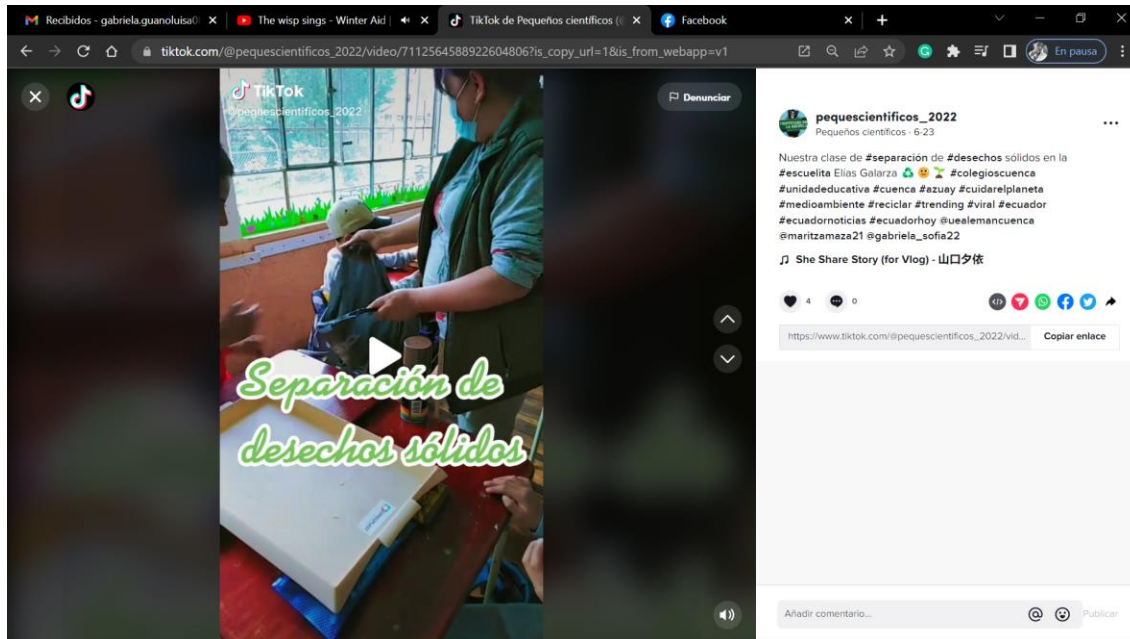 Recibidos - gabriela.guanoluisa0
The wisp sings - Winter Aid |
TikTok de Pequeños científicos (@
Facebook
tiktok.com/@pequescientificos_2022/video/7112564588922604806?is_copy_url=1&is_from_webapp=v1
En pausa
TikTok
@pequescientificos_2022
Denunciar
Separación de
desechos sólidos
pequescientificos_2022
Pequeños científicos · 6-23
Nuestra clase de #separación de #desechos sólidos en la
#escuelita Elías Galarza ♻️ 🙂 🌱 #colegioscuenca
#unidadeducativa #cuenca #azuay #cuidarelplaneta
#medioambiente #reciclar #trending #viral #ecuador
#ecuadornoticias #ecuadorhoy @uealemancuenca
@maritzamaza21 @gabriela_sofia22
♫ She Share Story (for Vlog) - 山口夕依
4
0
https://www.tiktok.com/@pequescientificos_2022/vid...
Copiar enlace
Añadir comentario...
Publicar